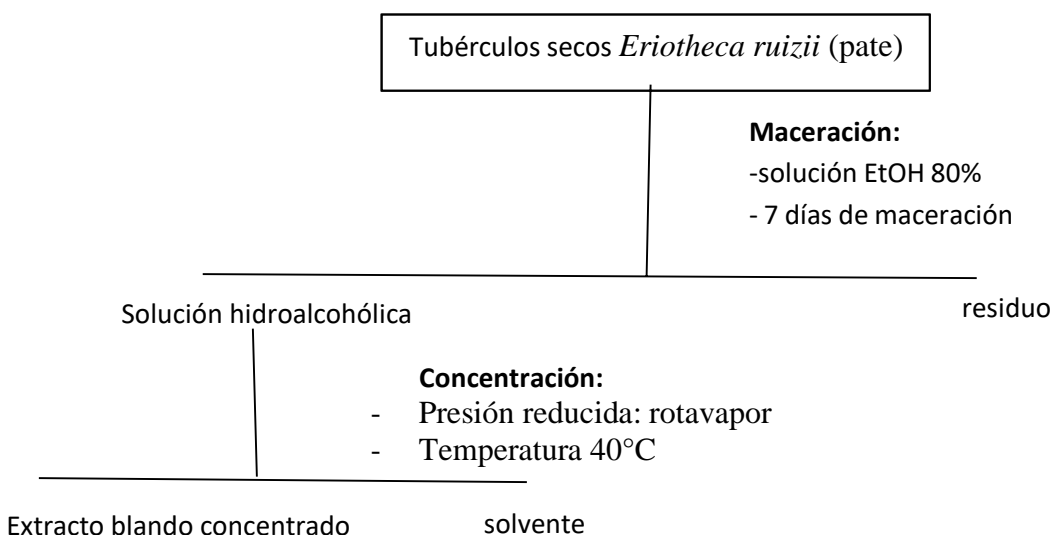 Tubérculos secos Eriotheca ruizii (pate)
Maceración:
-solución EtOH 80%
- 7 días de maceración
Solución hidroalcohólica
residuo
Concentración:
- Presión reducida: rotavapor
- Temperatura 40°C
Extracto blando concentrado
solvente